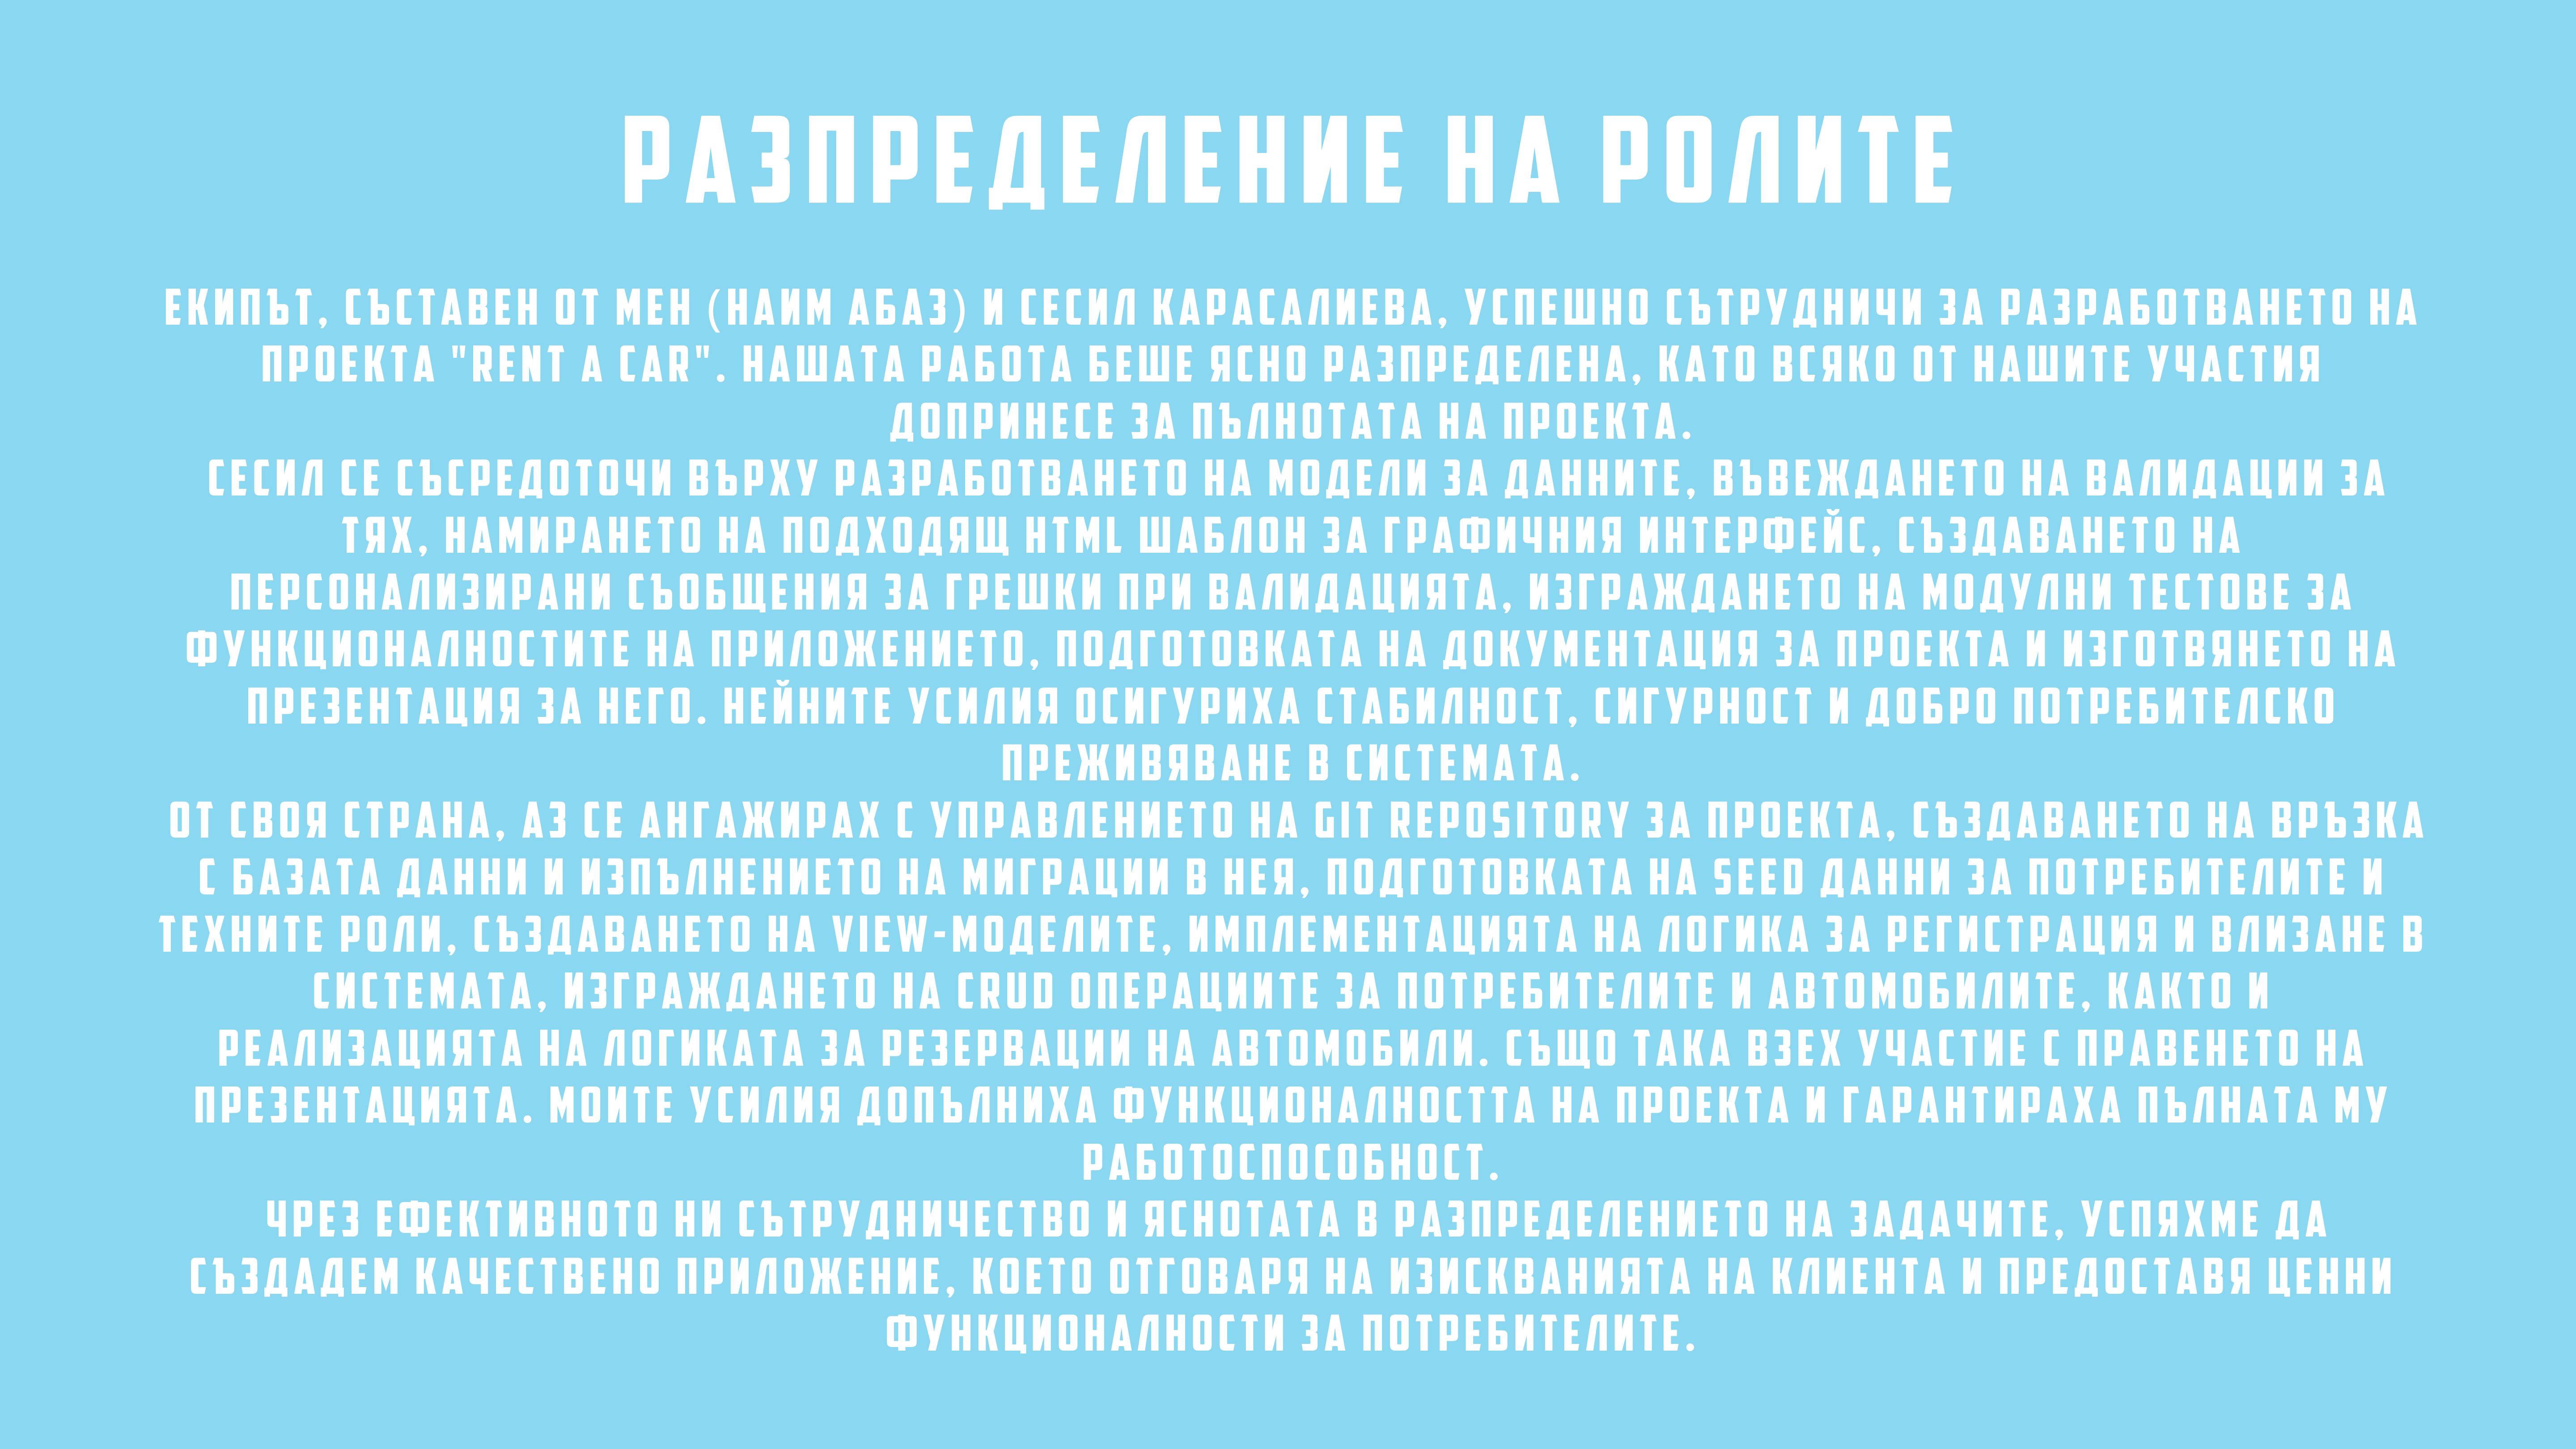 РАЗПРЕДЕЛЕНИЕ НА РОЛИТЕ
ЕКИПЪТ, СЪСТАВЕН ОТ МЕН (НАИМ АБАЗ) И СЕСИЛ КАРАСАЛИЕВА, УСПЕШНО СЪТРУДНИЧИ ЗА РАЗРАБОТВАНЕТО НА
ПРОЕКТА "RENT A CAR". НАШАТА РАБОТА БЕШЕ ЯСНО РАЗПРЕДЕЛЕНА, КАТО ВСЯКО ОТ НАШИТЕ УЧАСТИЯ
ДОПРИНЕСЕ ЗА ПЪЛНОТАТА НА ПРОЕКТА.
СЕСИЛ СЕ СЪСРЕДОТОЧИ ВЪРХУ РАЗРАБОТВАНЕТО НА МОДЕЛИ ЗА ДАННИТЕ, ВЪВЕЖДАНЕТО НА ВАЛИДАЦИИ ЗА
ТЯХ, НАМИРАНЕТО НА ПОДХОДЯЩ HTML ШАБЛОН ЗА ГРАФИЧНИЯ ИНТЕРФЕЙС, СЪЗДАВАНЕТО НА
ПЕРСОНАЛИЗИРАНИ СЪОБЩЕНИЯ ЗА ГРЕШКИ ПРИ ВАЛИДАЦИЯТА, ИЗГРАЖДАНЕТО НА МОДУЛНИ ТЕСТОВЕ ЗА
ФУНКЦИОНАЛНОСТИТЕ НА ПРИЛОЖЕНИЕТО, ПОДГОТОВКАТА НА ДОКУМЕНТАЦИЯ ЗА ПРОЕКТА И ИЗГОТВЯНЕТО НА
ПРЕЗЕНТАЦИЯ ЗА НЕГО. НЕЙНИТЕ УСИЛИЯ ОСИГУРИХА СТАБИЛНОСТ, СИГУРНОСТ И ДОБРО ПОТРЕБИТЕЛСКО
ПРЕЖИВЯВАНЕ В СИСТЕМАТА.
ОТ СВОЯ СТРАНА, АЗ СЕ АНГАЖИРАХ С УПРАВЛЕНИЕТО НА GIT REPOSITORY ЗА ПРОЕКТА, СЪЗДАВАНЕТО НА ВРЪЗКА
С БАЗАТА ДАННИ И ИЗПЪЛНЕНИЕТО НА МИГРАЦИИ В НЕЯ, ПОДГОТОВКАТА НА SEED ДАННИ ЗА ПОТРЕБИТЕЛИТЕ И
ТЕХНИТЕ РОЛИ, СЪЗДАВАНЕТО НА VIEW-МОДЕЛИТЕ, ИМПЛЕМЕНТАЦИЯТА НА ЛОГИКА ЗА РЕГИСТРАЦИЯ И ВЛИЗАНЕ В
СИСТЕМАТА, ИЗГРАЖДАНЕТО НА CRUD ОПЕРАЦИИТЕ ЗА ПОТРЕБИТЕЛИТЕ И АВТОМОБИЛИТЕ, КАКТО И
РЕАЛИЗАЦИЯТА НА ЛОГИКАТА ЗА РЕЗЕРВАЦИИ НА АВТОМОБИЛИ. СЪЩО ТАКА ВЗЕХ УЧАСТИЕ С ПРАВЕНЕТО НА
ПРЕЗЕНТАЦИЯТА. МОИТЕ УСИЛИЯ ДОПЪЛНИХА ФУНКЦИОНАЛНОСТТА НА ПРОЕКТА И ГАРАНТИРАХА ПЪЛНАТА МУ
РАБОТОСПОСОБНОСТ.
ЧРЕЗ ЕФЕКТИВНОТО НИ СЪТРУДНИЧЕСТВО И ЯСНОТАТА В РАЗПРЕДЕЛЕНИЕТО НА ЗАДАЧИТЕ, УСПЯХМЕ ДА
СЪЗДАДЕМ КАЧЕСТВЕНО ПРИЛОЖЕНИЕ, КОЕТО ОТГОВАРЯ НА ИЗИСКВАНИЯТА НА КЛИЕНТА И ПРЕДОСТАВЯ ЦЕННИ
ФУНКЦИОНАЛНОСТИ ЗА ПОТРЕБИТЕЛИТЕ.